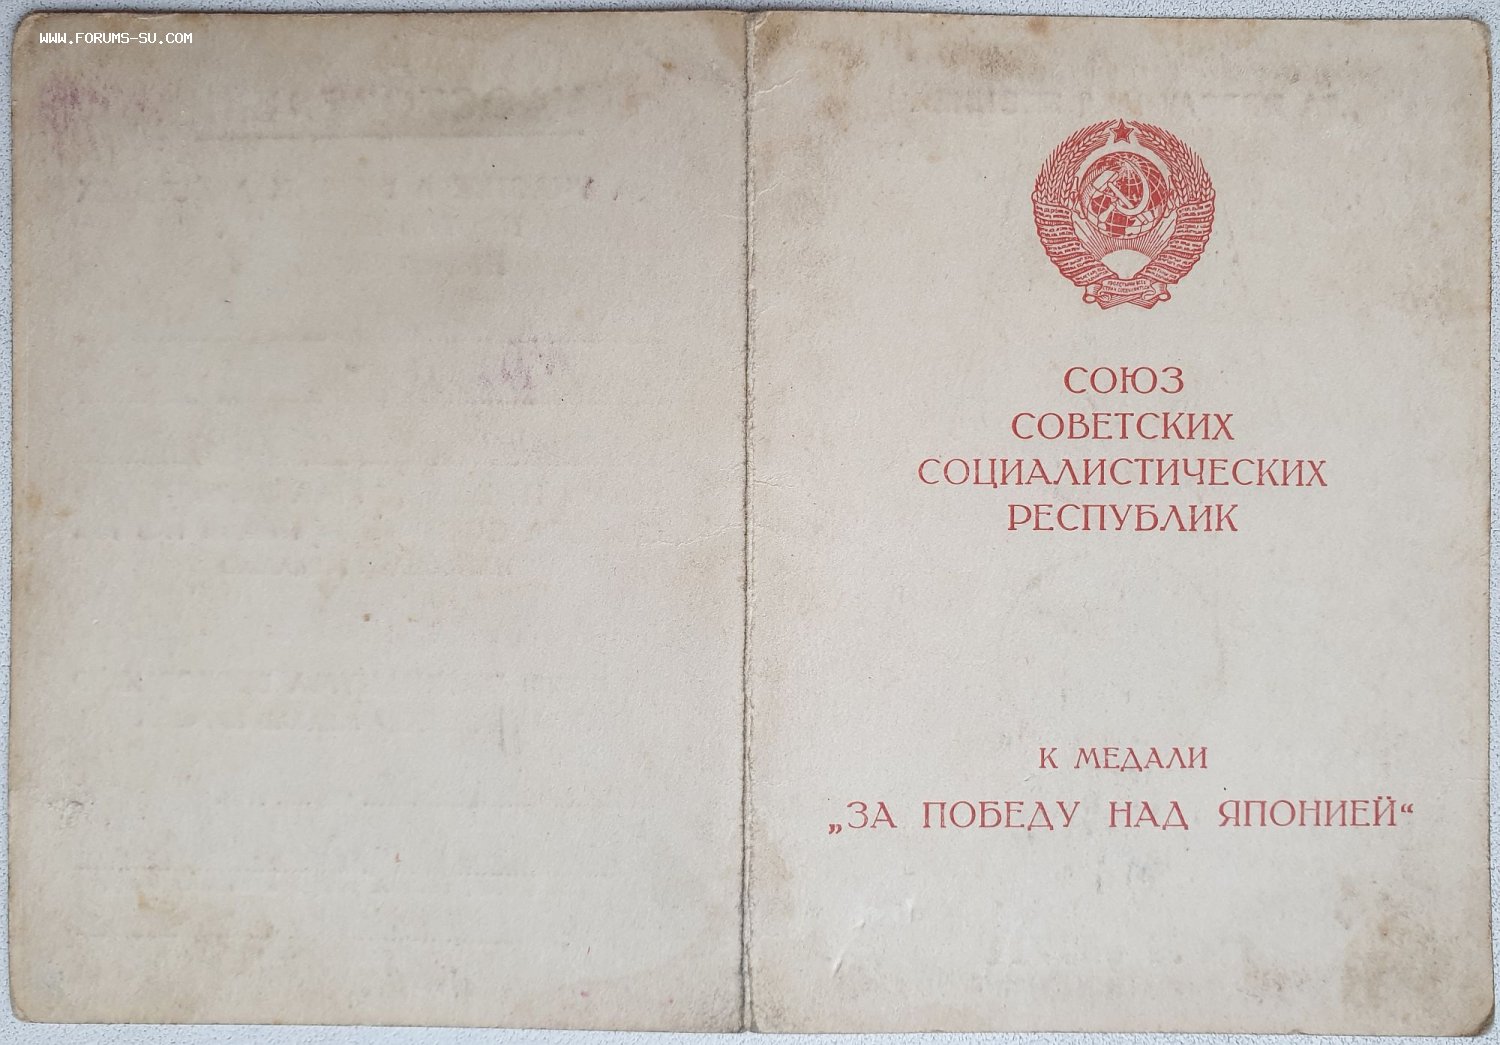 WWW.FORUMS-SU.COM
СОЮЗ
СОВЕТСКИХ
СОЦИАЛИСТИЧЕСКИХ
РЕСПУБЛИК
К МЕДАЛИ
„ЗА ПОБЕДУ НАД ЯПОНИЕЙ“